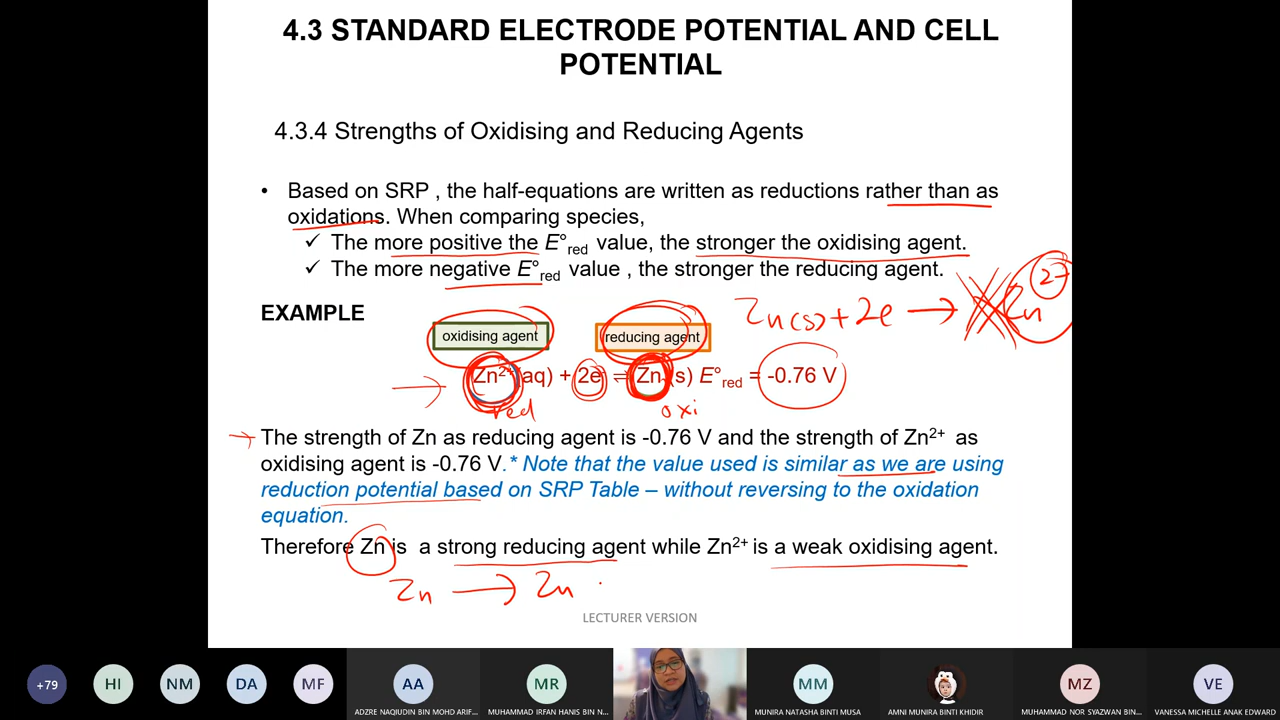 4.3 STANDARD ELECTRODE POTENTIAL AND CELL
POTENTIAL
4.3.4 Strengths of Oxidising and Reducing Agents
• Based on SRP , the half-equations are written as reductions rather than as
oxidations. When comparing species,
✓ The more positive the E°red value, the stronger the oxidising agent.
✓ The more negative E°red value , the stronger the reducing agent.
EXAMPLE
Zn(s) + 2e → Zn 2+
oxidising agent
reducing agent
Zn²⁺(aq) + 2e ⇌ Zn (s) E°red = -0.76 V
red
oxi
The strength of Zn as reducing agent is -0.76 V and the strength of Zn²⁺ as
oxidising agent is -0.76 V.* Note that the value used is similar as we are using
reduction potential based on SRP Table – without reversing to the oxidation
equation.
Therefore Zn is a strong reducing agent while Zn²⁺ is a weak oxidising agent.
Zn → Zn
LECTURER VERSION
+79
HI
NM
DA
MF
AA
MR
MM
MZ
VE
ADZRE NAQIUDIN BIN MOHD ARIF...
MUHAMMAD IRFAN HANIS BIN N...
MUNIRA NATASHA BINTI MUSA
AMNI MUNIRA BINTI KHIDIR
MUHAMMAD NOR SYAZWAN BIN...
VANESSA MICHELLE ANAK EDWARD